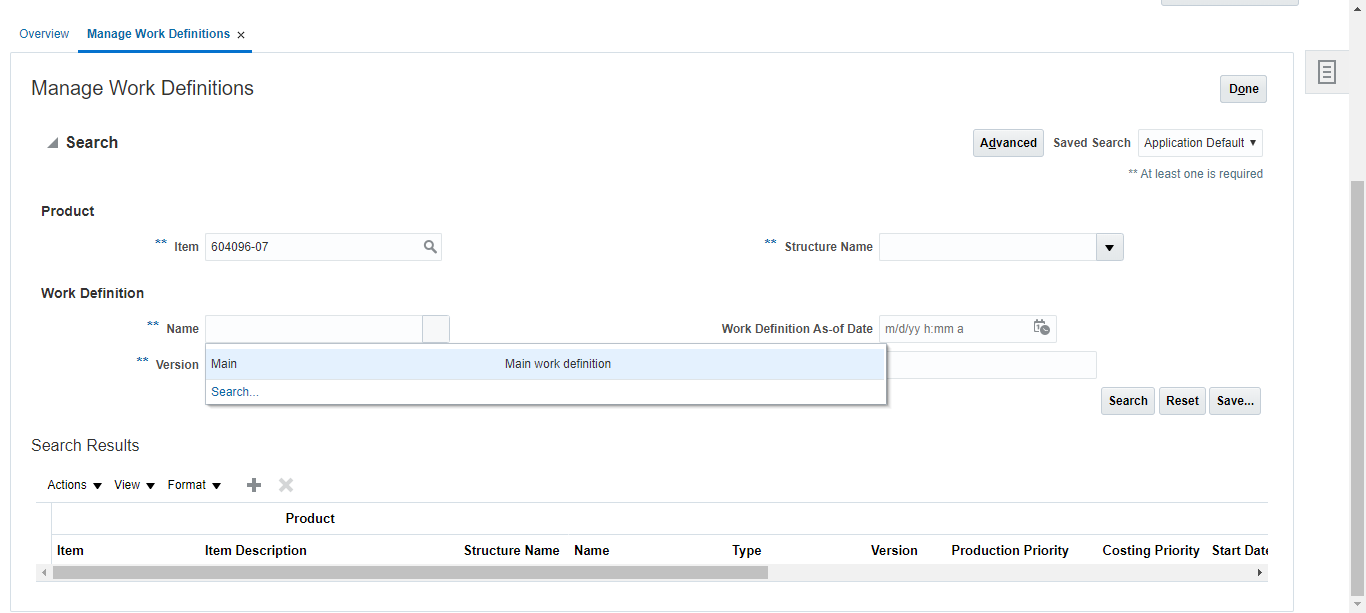 Overview Manage Work Definitions ×
Manage Work Definitions
Done
Search
Advanced Saved Search Application Default
** At least one is required
Product
** Item 604096-07
** Structure Name
Work Definition
** Name
Work Definition As-of Date m/d/yy h:mm a
** Version
Main Main work definition
Search...
Search Reset Save...
Search Results
Actions View Format
Product
Item Item Description Structure Name Name Type Version Production Priority Costing Priority Start Date